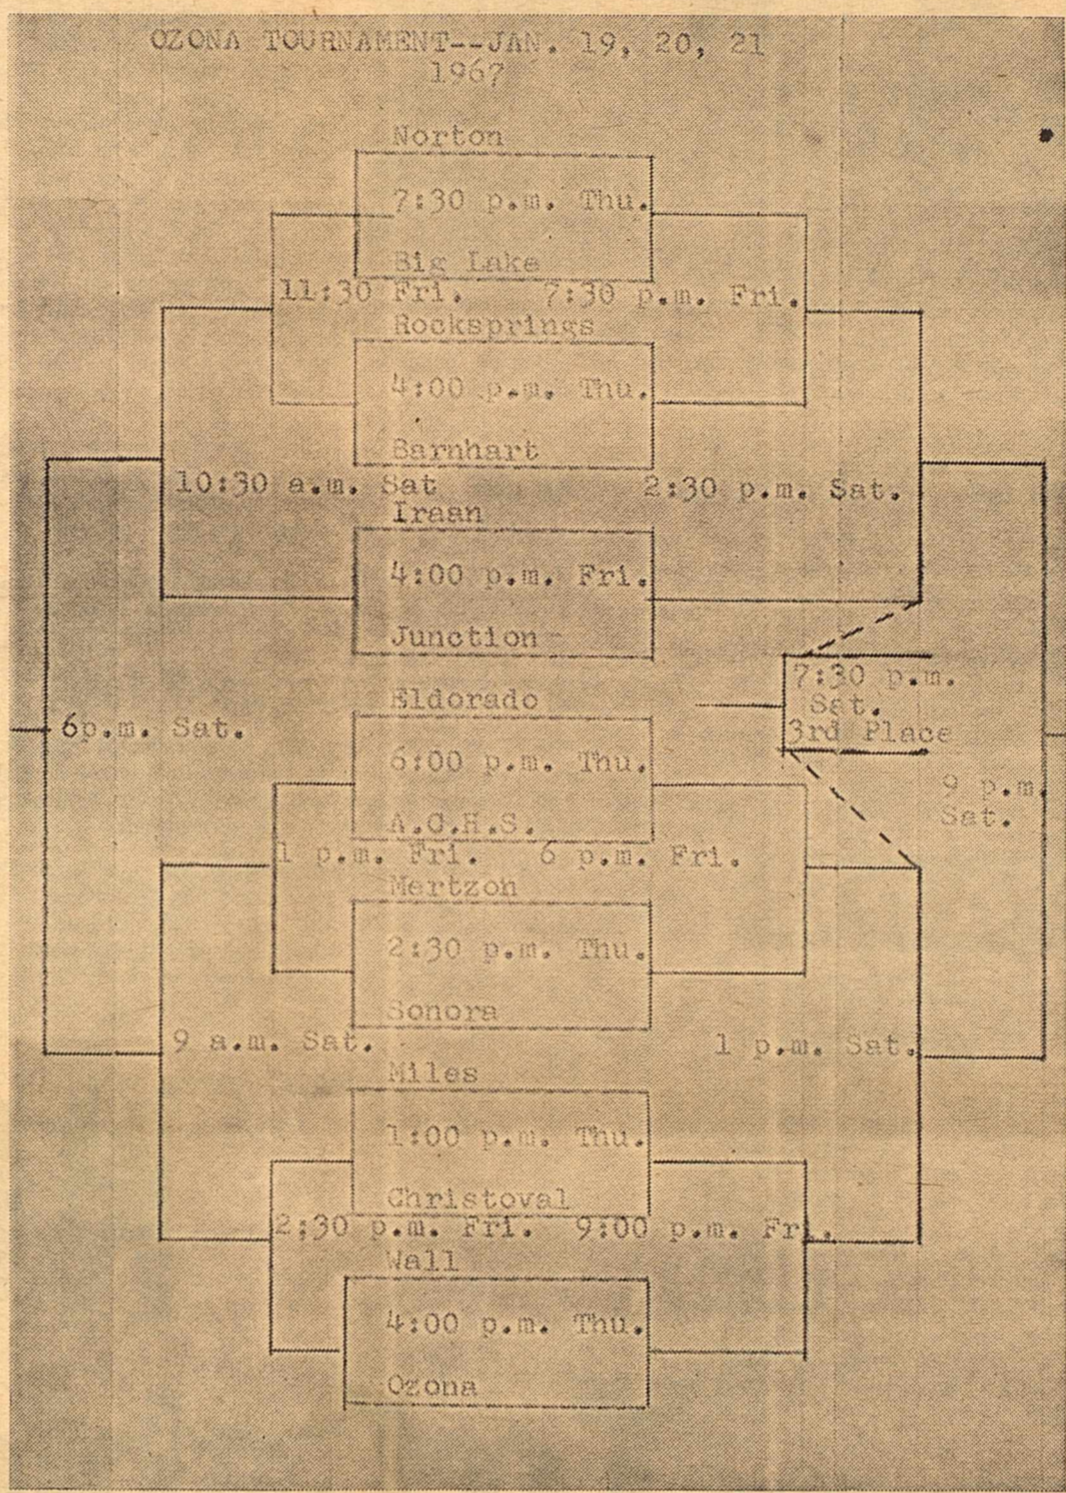 OZONA TOURNAMENT--JAN. 19, 20, 21
1967
Norton
7:30 p.m. Thu.
Big Lake
11:30 Fri. 7:30 p.m. Fri.
Rocksprings
4:00 p.m. Thu.
Barnhart
10:30 a.m. Sat 2:30 p.m. Sat.
Iraan
4:00 p.m. Fri.
Junction
Eldorado
7:30 p.m.
Sat.
3rd Place
6p.m. Sat.
6:00 p.m. Thu.
9 p.m.
Sat.
A.C.H.S.
1 p.m. Fri. 6 p.m. Fri.
Mertzon
2:30 p.m. Thu.
Sonora
9 a.m. Sat. 1 p.m. Sat.
Miles
1:00 p.m. Thu.
Christoval
2:30 p.m. Fri. 9:00 p.m. Fri.
Wall
4:00 p.m. Thu.
Ozona